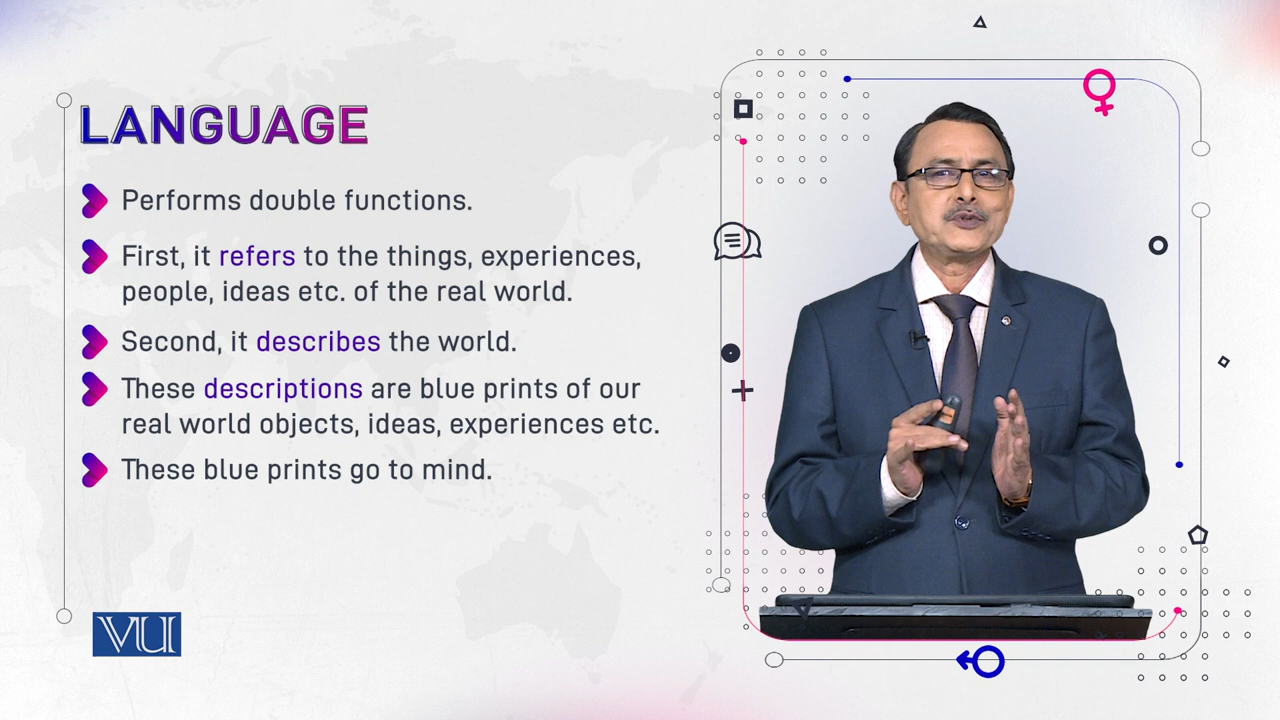 LANGUAGE
Performs double functions.
First, it refers to the things, experiences,
people, ideas etc. of the real world.
Second, it describes the world.
These descriptions are blue prints of our
real world objects, ideas, experiences etc.
These blue prints go to mind.
VU